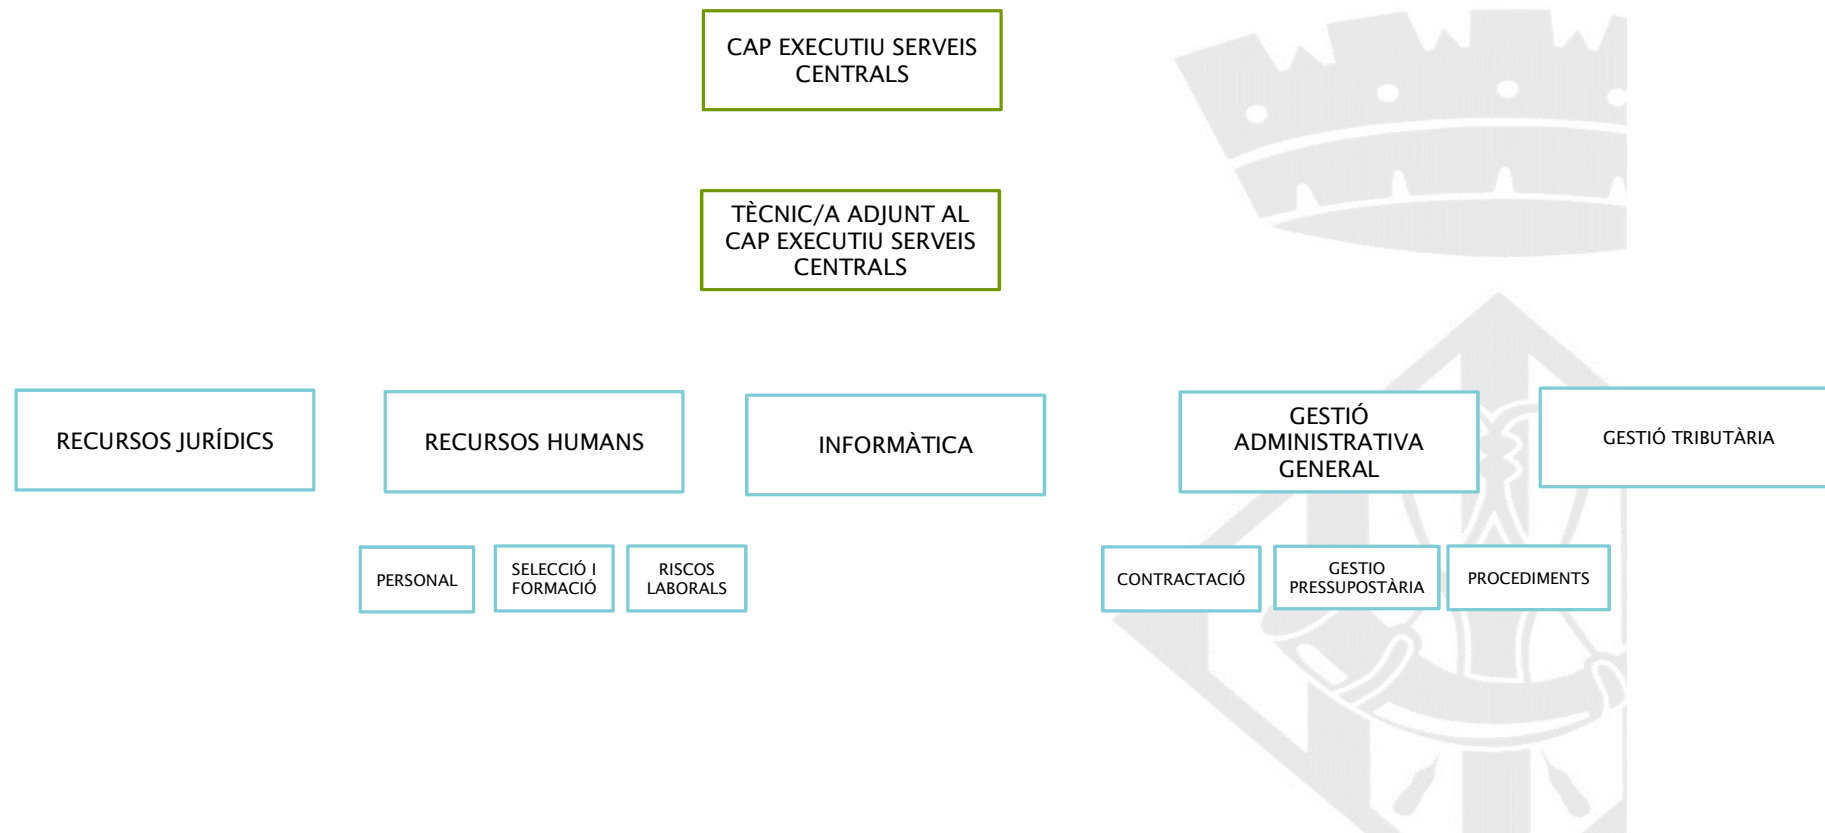 CAP EXECUTIU SERVEIS
CENTRALS
TÈCNIC/A ADJUNT AL
CAP EXECUTIU SERVEIS
CENTRALS
RECURSOS JURÍDICS
RECURSOS HUMANS
INFORMÀTICA
GESTIÓ
ADMINISTRATIVA
GENERAL
GESTIÓ TRIBUTÀRIA
PERSONAL
SELECCIÓ I
FORMACIÓ
RISCOS
LABORALS
CONTRACTACIÓ
GESTIO
PRESSUPOSTÀRIA
PROCEDIMENTS